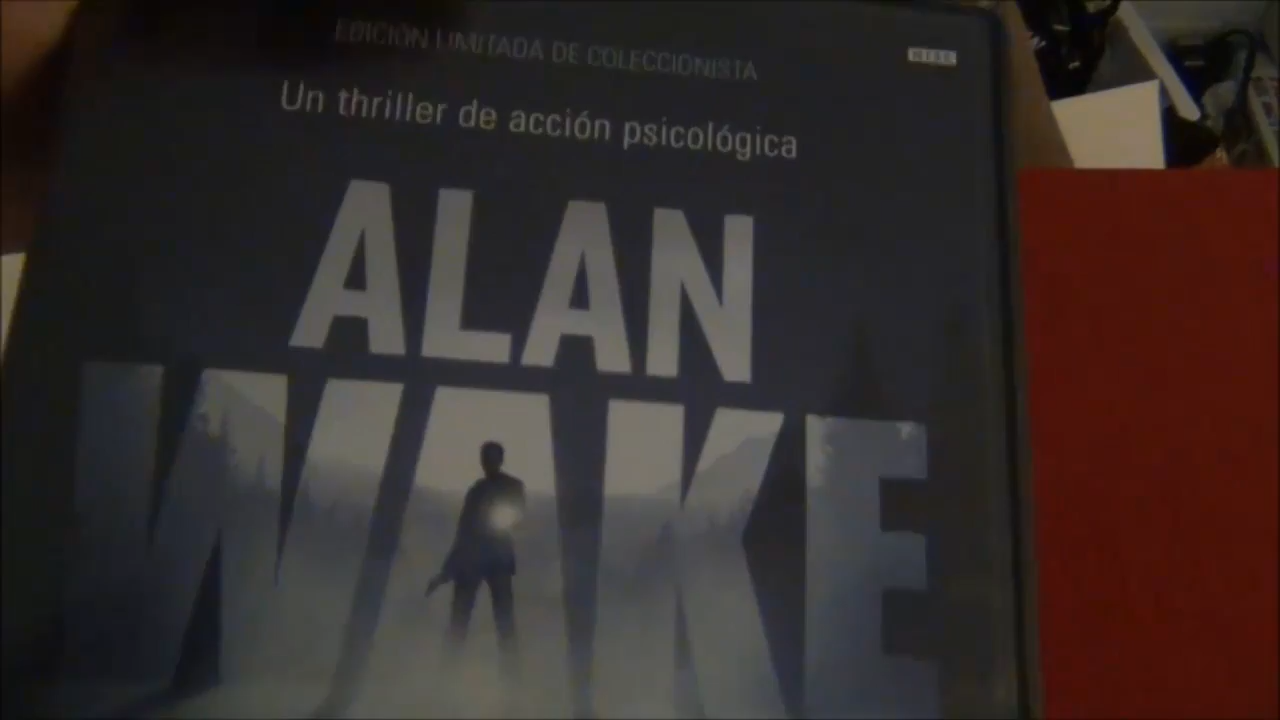 EDICIÓN LIMITADA DE COLECCIONISTA
Un thriller de acción psicológica
ALAN
WAKE